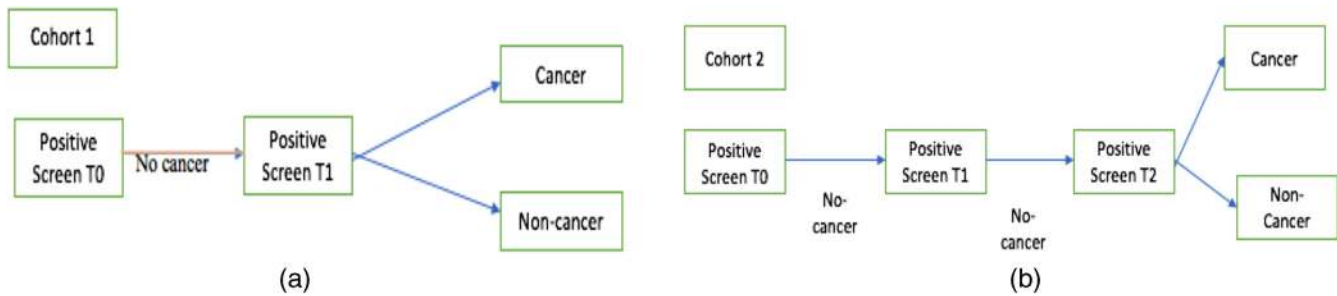 Cohort 1
Positive
Screen T0
No cancer
Positive
Screen T1
Cancer
Non-cancer
(a)
Cohort 2
Positive
Screen T0
No-
cancer
Positive
Screen T1
No-
cancer
Positive
Screen T2
Cancer
Non-
Cancer
(b)